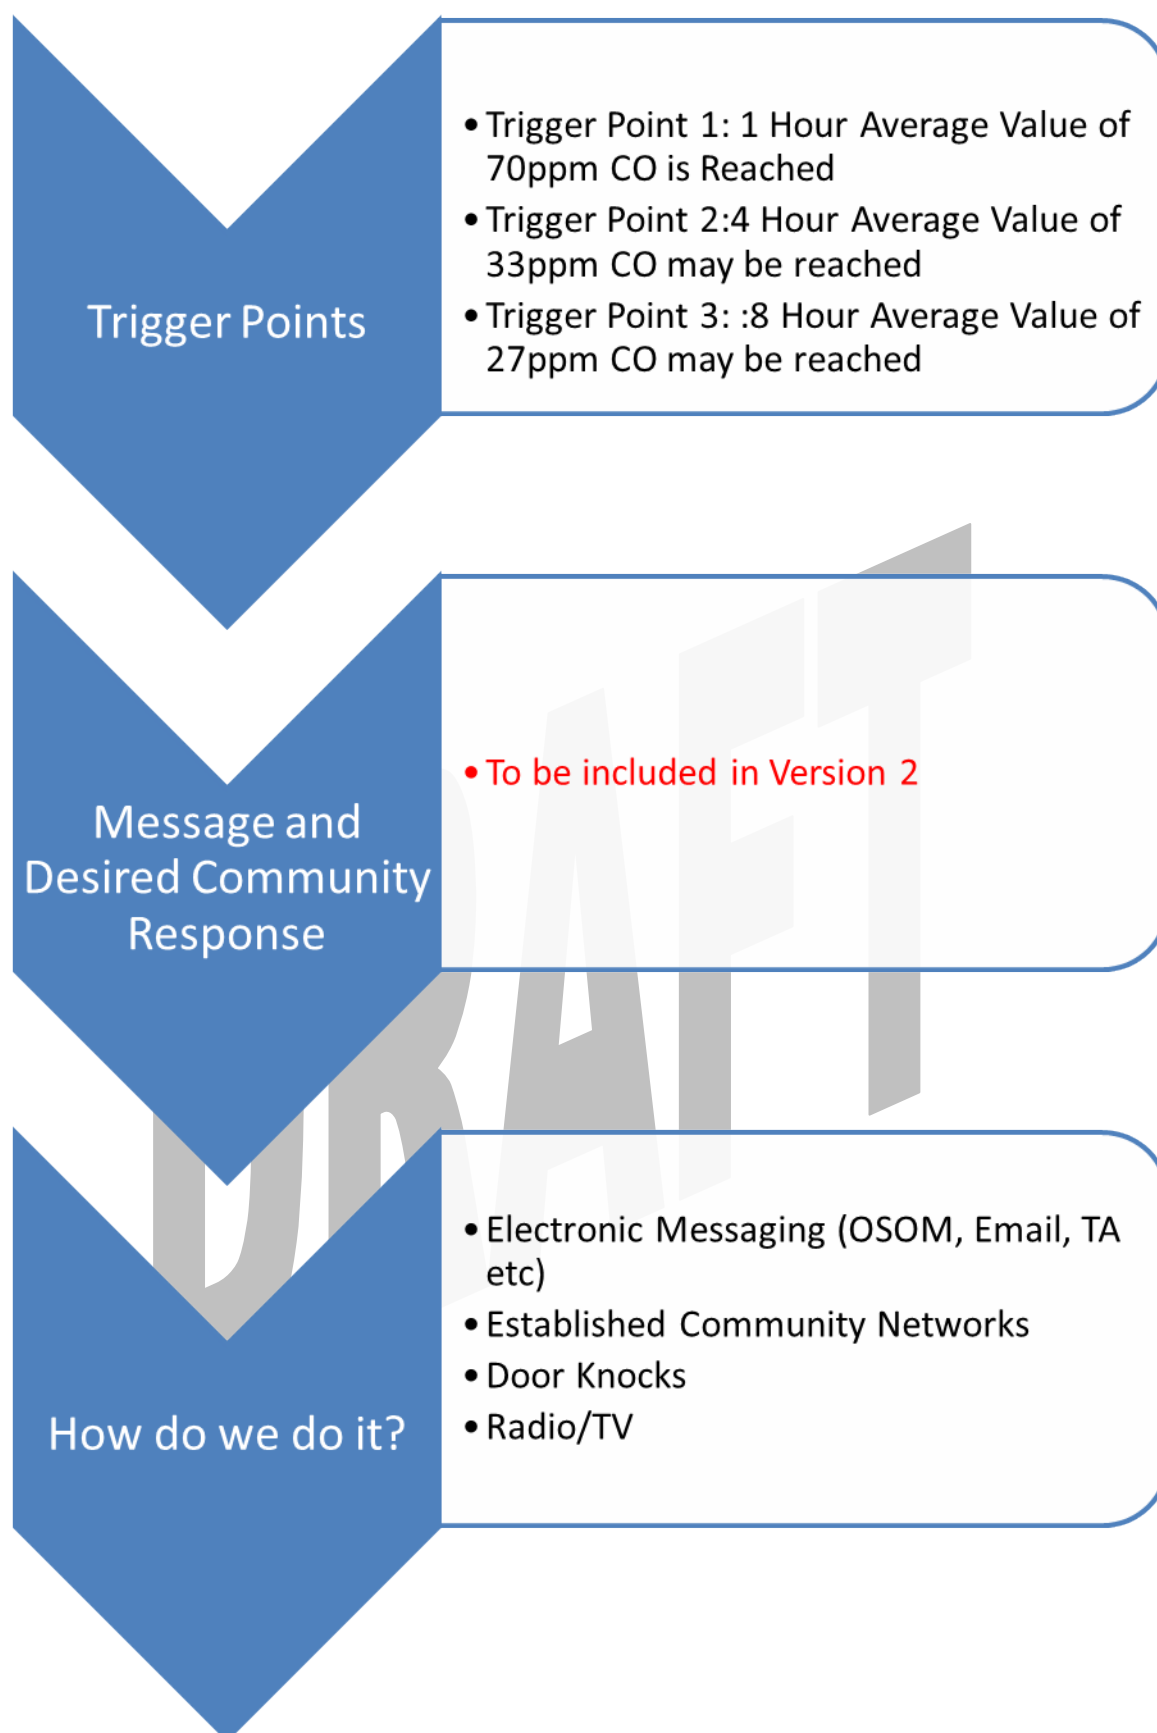 • Trigger Point 1: 1 Hour Average Value of
70ppm CO is Reached
• Trigger Point 2:4 Hour Average Value of
33ppm CO may be reached
• Trigger Point 3: :8 Hour Average Value of
27ppm CO may be reached
Trigger Points
• To be included in Version 2
Message and
Desired Community
Response
DRAFT
• Electronic Messaging (OSOM, Email, TA
etc)
• Established Community Networks
• Door Knocks
• Radio/TV
How do we do it?